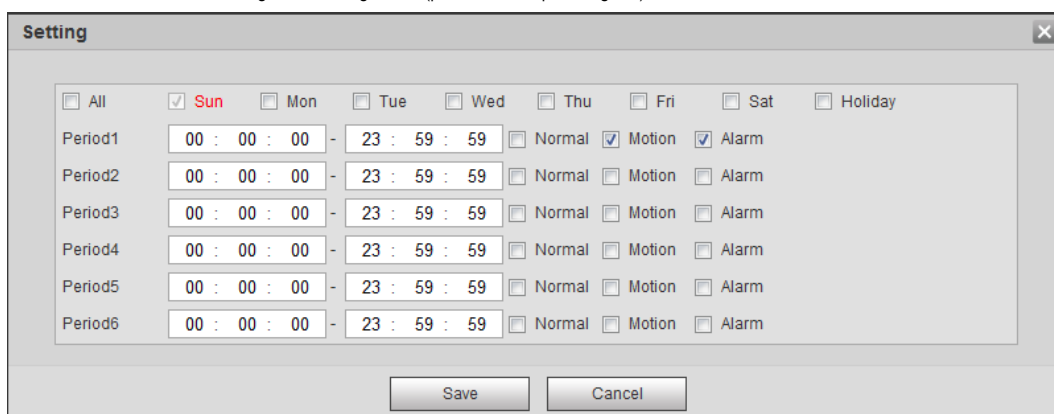 Setting
All Sun Mon Tue Wed Thu Fri Sat Holiday
Period1 00 : 00 : 00 - 23 : 59 : 59 Normal Motion Alarm
Period2 00 : 00 : 00 - 23 : 59 : 59 Normal Motion Alarm
Period3 00 : 00 : 00 - 23 : 59 : 59 Normal Motion Alarm
Period4 00 : 00 : 00 - 23 : 59 : 59 Normal Motion Alarm
Period5 00 : 00 : 00 - 23 : 59 : 59 Normal Motion Alarm
Period6 00 : 00 : 00 - 23 : 59 : 59 Normal Motion Alarm
Save Cancel